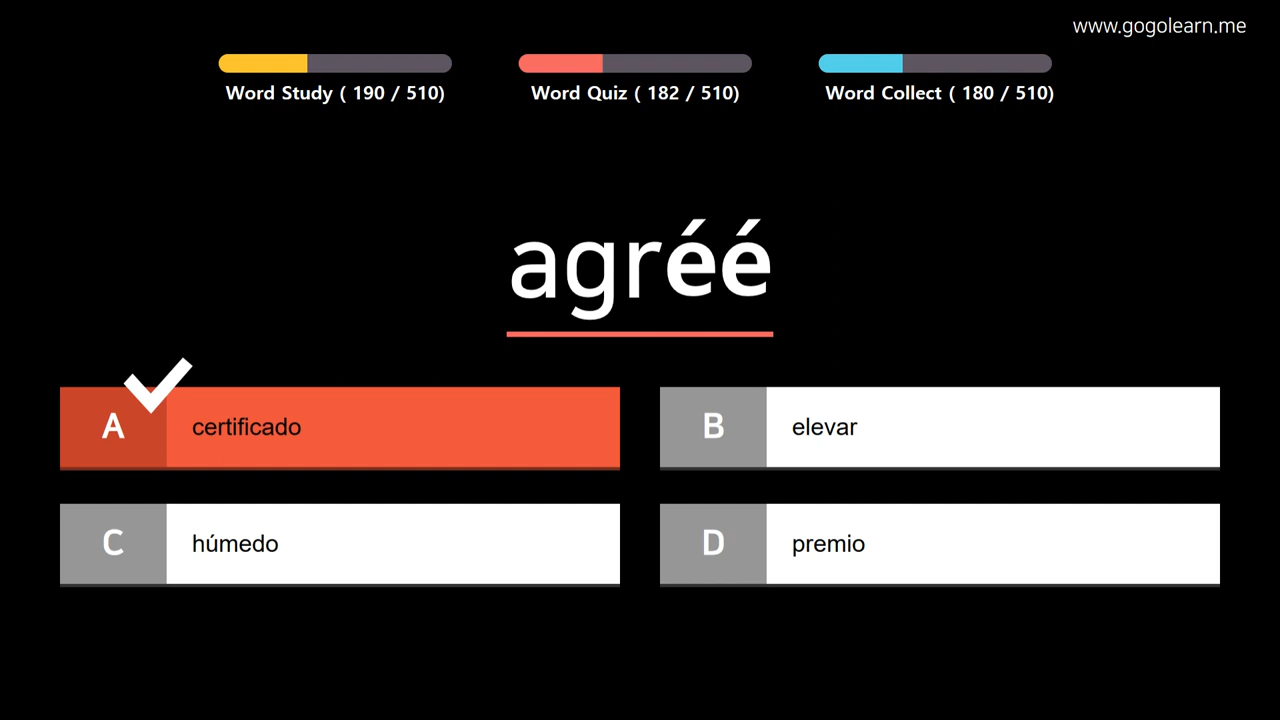 www.gogolearn.me
Word Study ( 190 / 510)
Word Quiz ( 182 / 510)
Word Collect ( 180 / 510)
agréé
A certificado
B elevar
C húmedo
D premio